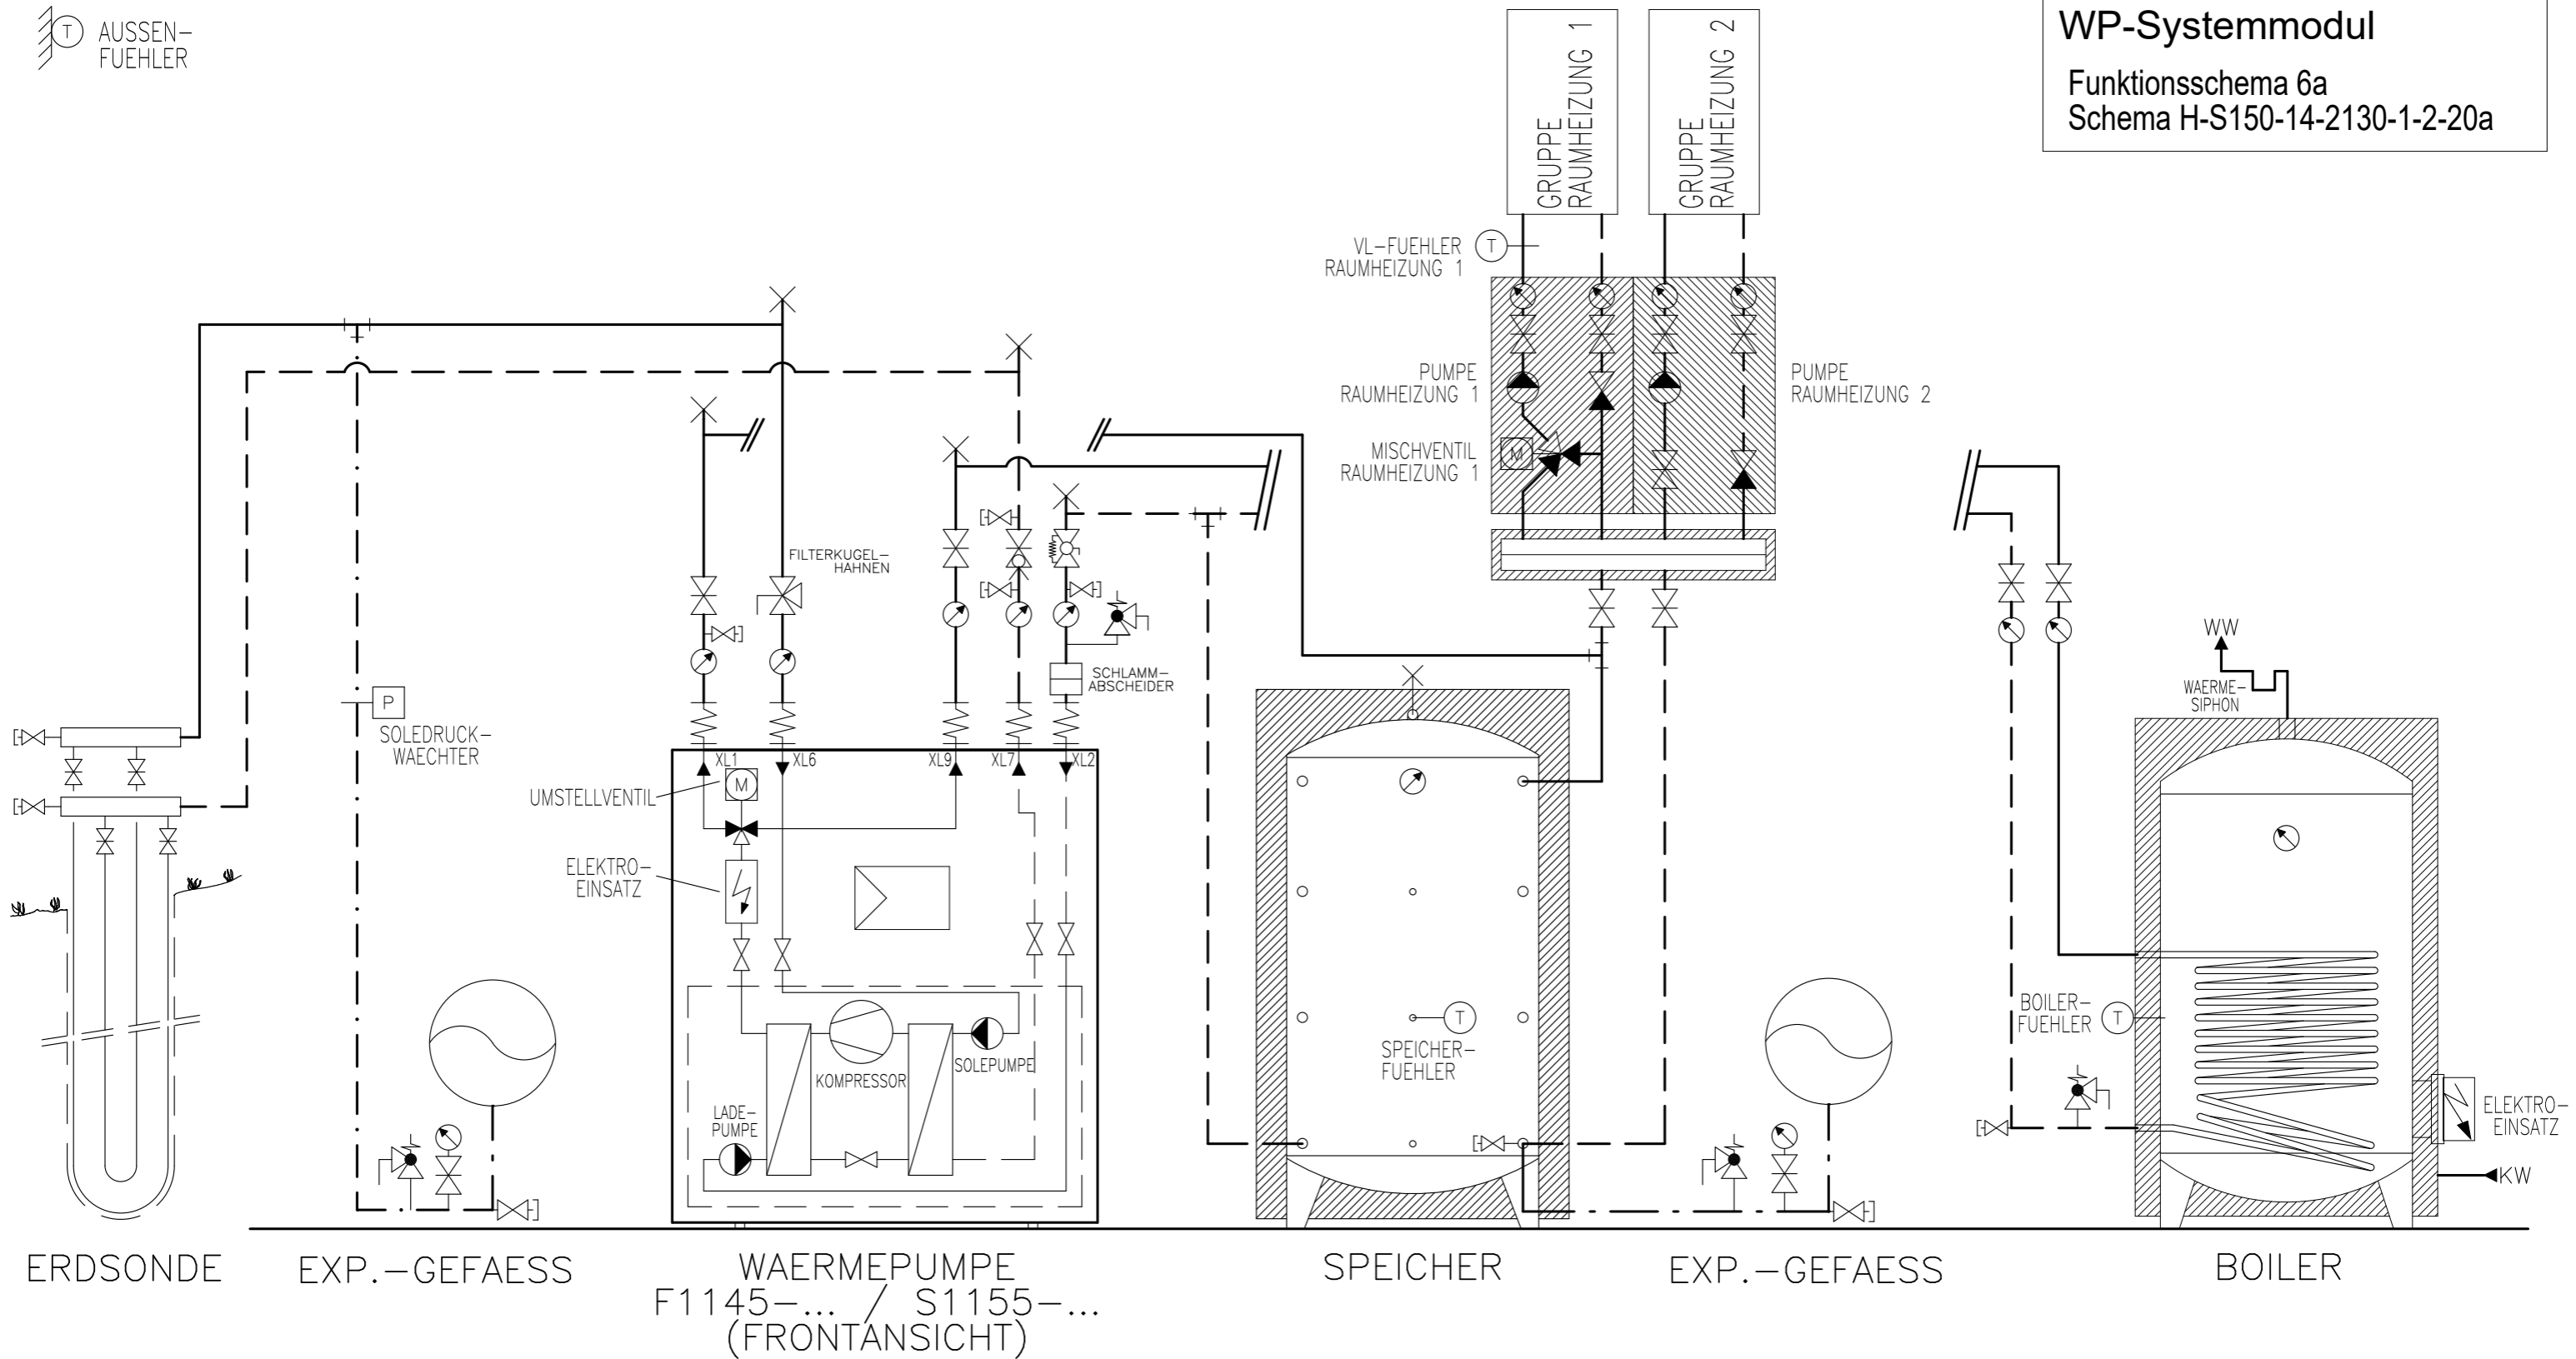 T
AUSSEN-
FUEHLER
WP-Systemmodul
Funktionsschema 6a
Schema H-S150-14-2130-1-2-20a
GRUPPE
RAUMHEIZUNG 1
GRUPPE
RAUMHEIZUNG 2
VL-FUEHLER
RAUMHEIZUNG 1
T
PUMPE
RAUMHEIZUNG 1
PUMPE
RAUMHEIZUNG 2
MISCHVENTIL
RAUMHEIZUNG 1
M
FILTERKUGEL-
HAHNEN
SCHLAMM-
ABSCHEIDER
P
SOLEDRUCK-
WAECHTER
WW
WAERME-
SIPHON
XL1
XL6
XL9
XL7
XL2
UMSTELLVENTIL
M
ELEKTRO-
EINSATZ
KOMPRESSOR
SOLEPUMPE
LADE-
PUMPE
T
SPEICHER-
FUEHLER
BOILER-
FUEHLER
T
ELEKTRO-
EINSATZ
KW
ERDSONDE
EXP.-GEFAESS
WAERMEPUMPE
F1145-... / S1155-...
(FRONTANSICHT)
SPEICHER
EXP.-GEFAESS
BOILER